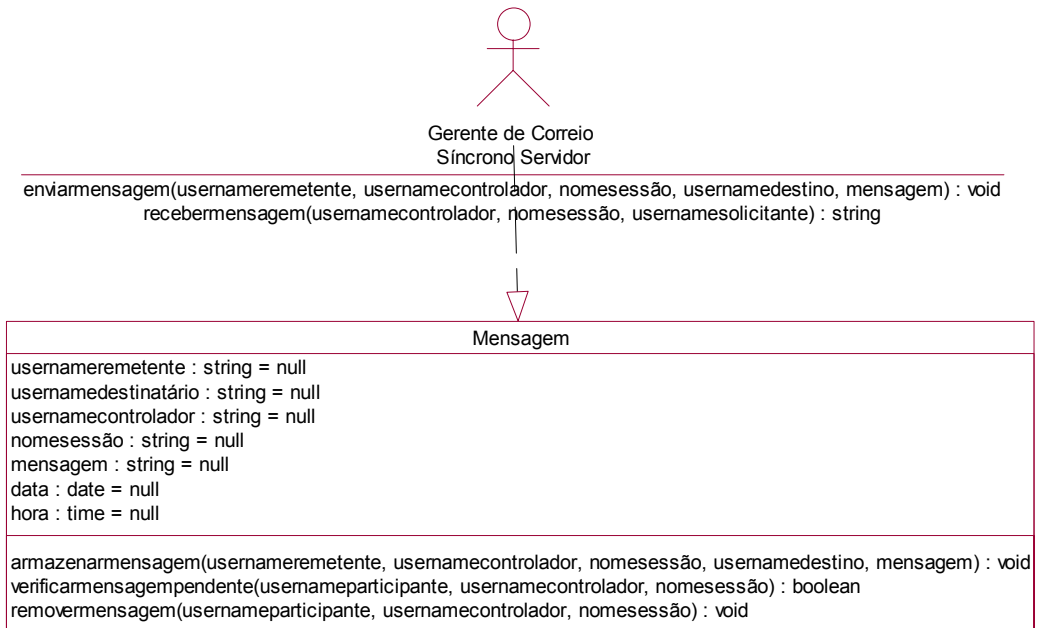 Gerente de Correio
Síncrono Servidor
enviarmensagem(usernameremetente, usernamecontrolador, nomesessão, usernamedestino, mensagem) : void
recebermensagem(usernamecontrolador, nomesessão, usernamesolicitante) : string
Mensagem
usernameremetente : string = null
usernamedestinatário : string = null
usernamecontrolador : string = null
nomesessão : string = null
mensagem : string = null
data : date = null
hora : time = null
armazenarmensagem(usernameremetente, usernamecontrolador, nomesessão, usernamedestino, mensagem) : void
verificarmensagempendente(usernameparticipante, usernamecontrolador, nomesessão) : boolean
removermensagem(usernameparticipante, usernamecontrolador, nomesessão) : void